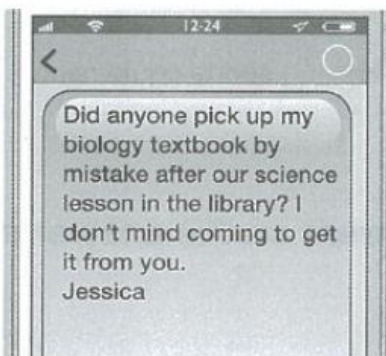 12-24
Did anyone pick up my
biology textbook by
mistake after our science
lesson in the library? I
don't mind coming to get
it from you.
Jessica